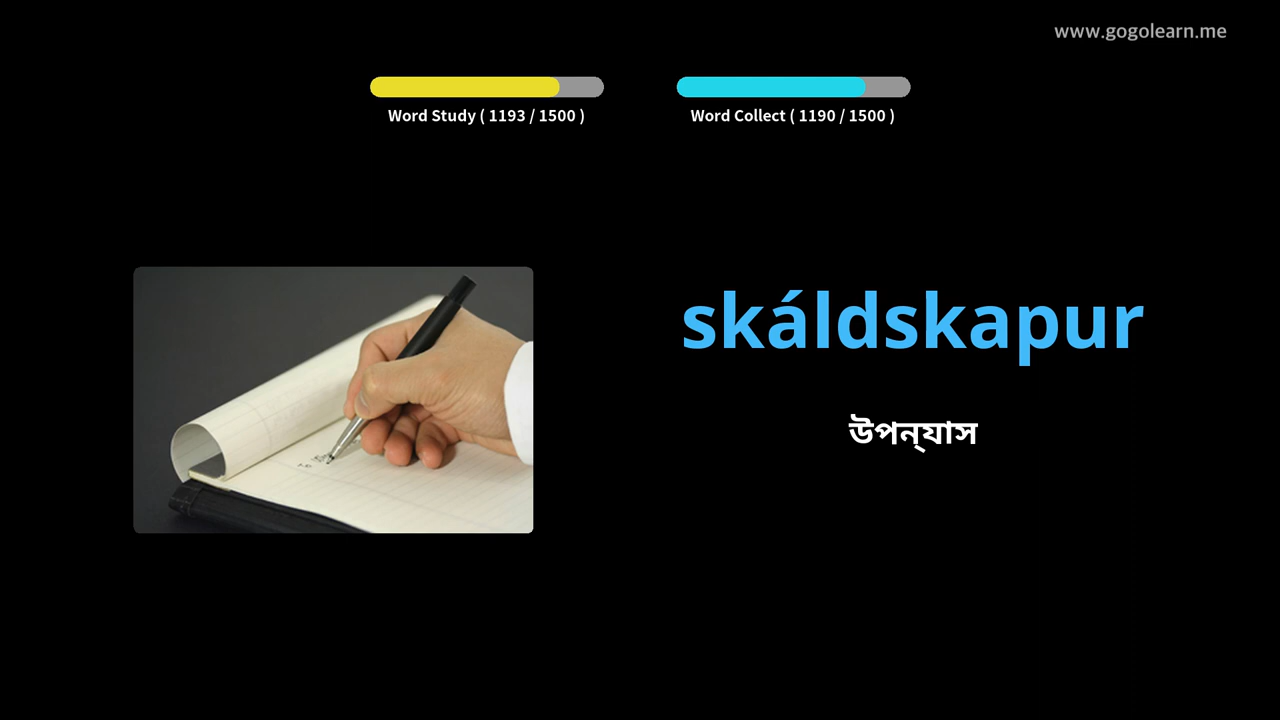 www.gogolearn.me
Word Study ( 1193 / 1500 )
Word Collect ( 1190 / 1500 )
skáldskapur
উপন্যাস